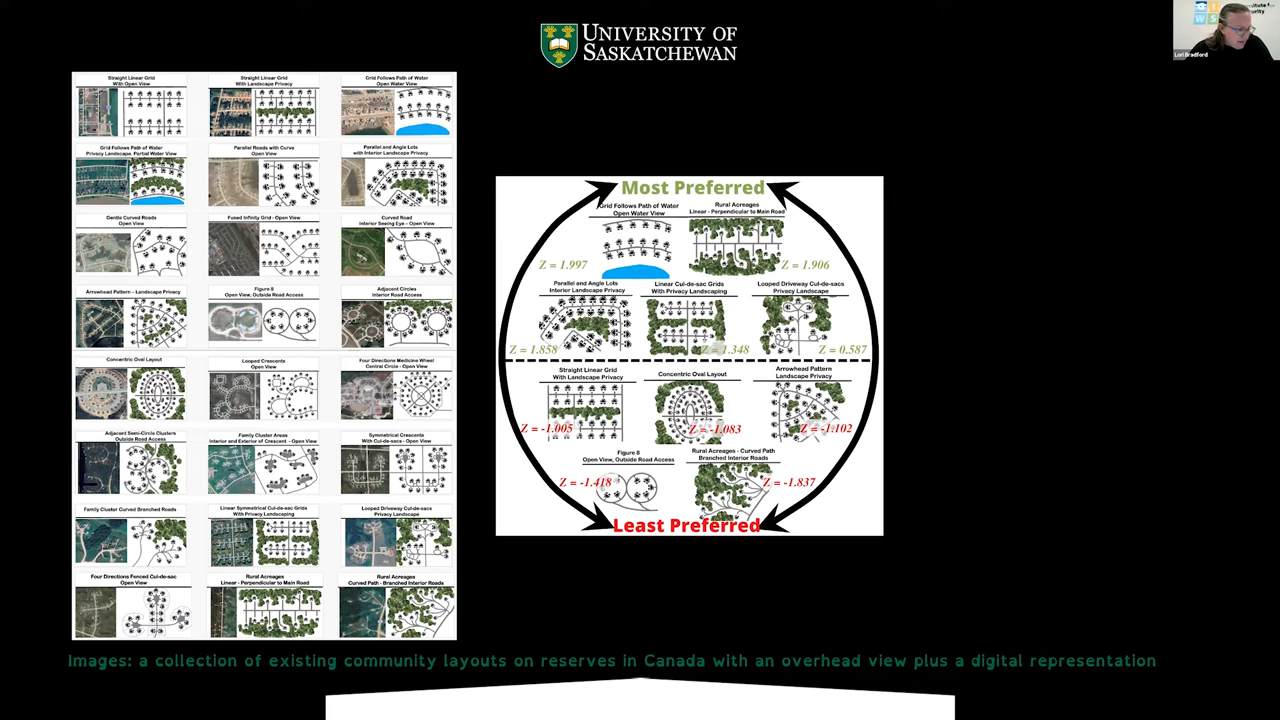 UNIVERSITY OF
SASKATCHEWAN
Lori Bradford
Straight Linear Grid
With Open View
Straight Linear Grid
With Landscape Privacy
Grid Follows Path of Water
Open Water View
Grid Follows Path of Water
Privacy Landscape, Partial Water View
Parallel Roads with Curve
Open View
Parallel and Angle Lots
with Interior Landscape Privacy
Gentle Curved Roads
Open View
Fused Infinity Grid - Open View
Curved Road
Interior Seeing Eye - Open View
Arrowhead Pattern - Landscape Privacy
Figure 8
Open View, Outside Road Access
Adjacent Circles
Interior Road Access
Concentric Oval Layout
Looped Crescents
Open View
Four Directions Medicine Wheel
Central Circle - Open View
Adjacent Semi-Circle Clusters
Outside Road Access
Family Cluster Areas
Interior and Exterior of Crescent - Open View
Symmetrical Crescents
With Cul-de-sacs - Open View
Family Cluster Curved Branched Roads
Linear Symmetrical Cul-de-sac Grids
With Privacy Landscaping
Looped Driveway Cul-de-sacs
Privacy Landscape
Four Directions Fenced Cul-de-sac
Open View
Rural Acreages
Linear - Perpendicular to Main Road
Rural Acreages
Curved Path - Branched Interior Roads
Most Preferred
Grid Follows Path of Water
Open Water View
Z = 1.997
Rural Acreages
Linear - Perpendicular to Main Road
Z = 1.906
Parallel and Angle Lots
Interior Landscape Privacy
Z = 1.858
Linear Cul-de-sac Grids
With Privacy Landscaping
Z = 1.348
Looped Driveway Cul-de-sacs
Privacy Landscape
Z = 0.587
Straight Linear Grid
With Landscape Privacy
Z = -1.005
Concentric Oval Layout
Z = -1.083
Arrowhead Pattern
Landscape Privacy
Z = -1.102
Figure 8
Open View, Outside Road Access
Z = -1.418
Rural Acreages - Curved Path
Branched Interior Roads
Z = -1.837
Least Preferred
Images: a collection of existing community layouts on reserves in Canada with an overhead view plus a digital representation